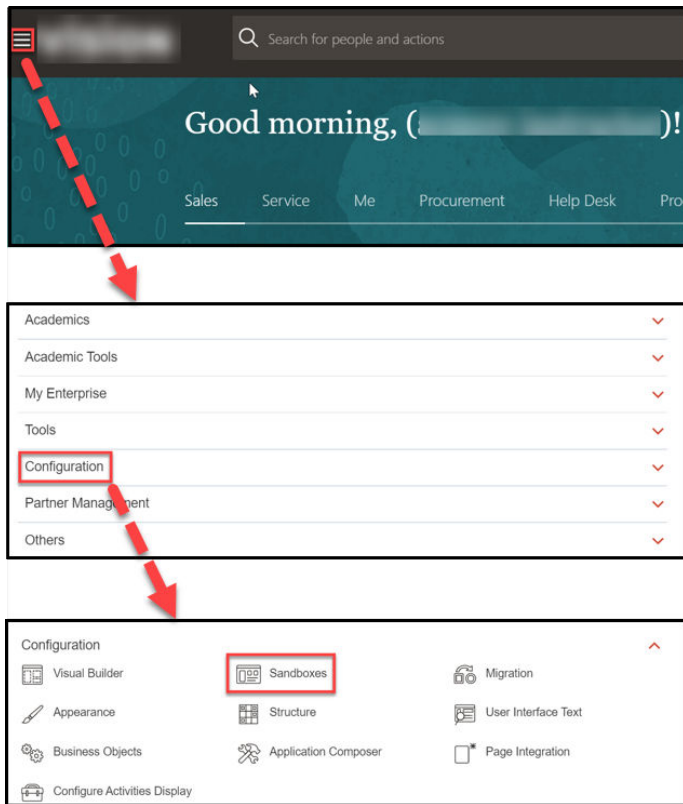 Search for people and actions
Good morning, ( )!
Sales Service Me Procurement Help Desk Pro
Academics
Academic Tools
My Enterprise
Tools
Configuration
Partner Management
Others
Configuration
Visual Builder Sandboxes Migration
Appearance Structure User Interface Text
Business Objects Application Composer Page Integration
Configure Activities Display